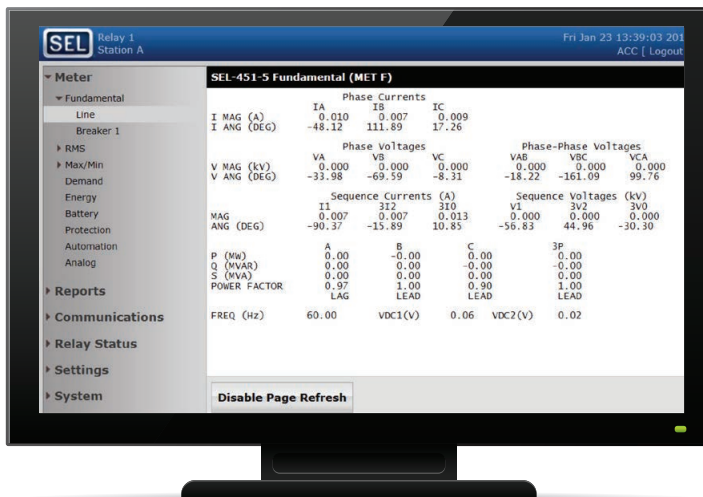 SEL Relay 1
Station A
Fri Jan 23 13:39:03 201
ACC [ Logout
Meter
Fundamental
Line
Breaker 1
RMS
Max/Min
Demand
Energy
Battery
Protection
Automation
Analog
Reports
Communications
Relay Status
Settings
System
SEL-451-5 Fundamental (MET F)
Phase Currents
IA IB IC
I MAG (A) 0.010 0.007 0.009
I ANG (DEG) -48.12 111.89 17.26
Phase Voltages Phase-Phase Voltages
VA VB VC VAB VBC VCA
V MAG (kV) 0.000 0.000 0.000 0.000 0.000 0.000
V ANG (DEG) -33.98 -69.59 -8.31 -18.22 -161.09 99.76
Sequence Currents (A) Sequence Voltages (kV)
I1 3I2 3I0 V1 3V2 3V0
MAG 0.007 0.007 0.013 0.000 0.000 0.000
ANG (DEG) -90.37 -15.89 10.85 -56.83 44.96 -30.30
A B C 3P
P (MW) 0.00 -0.00 0.00 0.00
Q (MVAR) 0.00 0.00 -0.00 -0.00
S (MVA) 0.00 0.00 0.00 0.00
POWER FACTOR 0.97 1.00 0.90 1.00
LAG LEAD LEAD LEAD
FREQ (Hz) 60.00 VDC1(V) 0.06 VDC2(V) 0.02
Disable Page Refresh